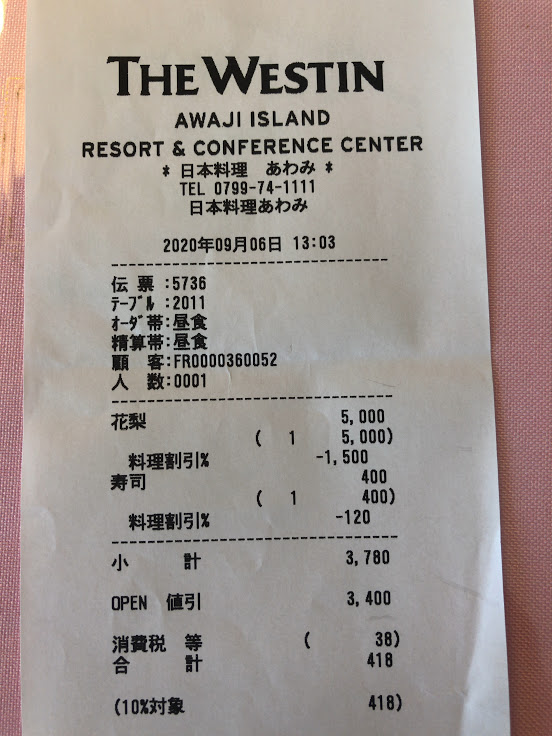 THE WESTIN
AWAJI ISLAND
RESORT & CONFERENCE CENTER
* 日本料理 あわみ *
TEL 0799-74-1111
日本料理あわみ
2020年09月06日 13:03
伝 票 :5736
ﾃｰﾌﾞﾙ :2011
ｵｰﾀﾞ帯:昼食
精算帯:昼食
顧 客:FR0000360052
人 数:0001
花梨 5,000
( 1 5,000)
料理割引% -1,500
寿司 400
( 1 400)
料理割引% -120
小 計 3,780
OPEN 値引 3,400
消費税 等 ( 38)
合 計 418
(10%対象 418)